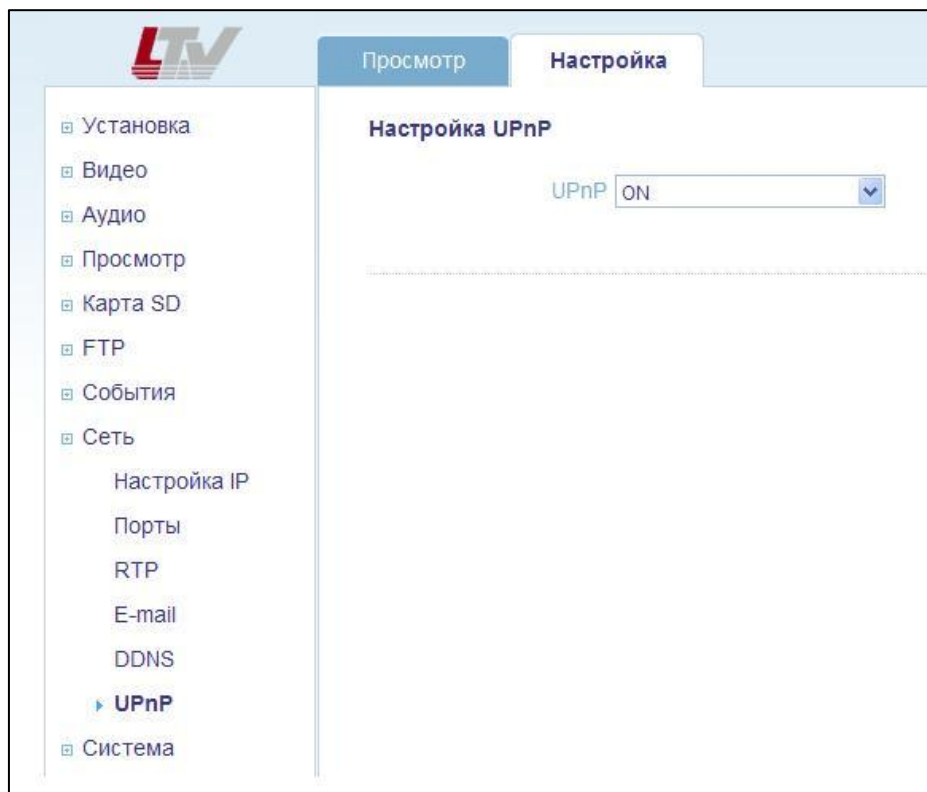 LTV
Просмотр
Настройка
Установка
Видео
Аудио
Просмотр
Карта SD
FTP
События
Сеть
Настройка IP
Порты
RTP
E-mail
DDNS
UPnP
Система
Настройка UPnP
UPnP ON